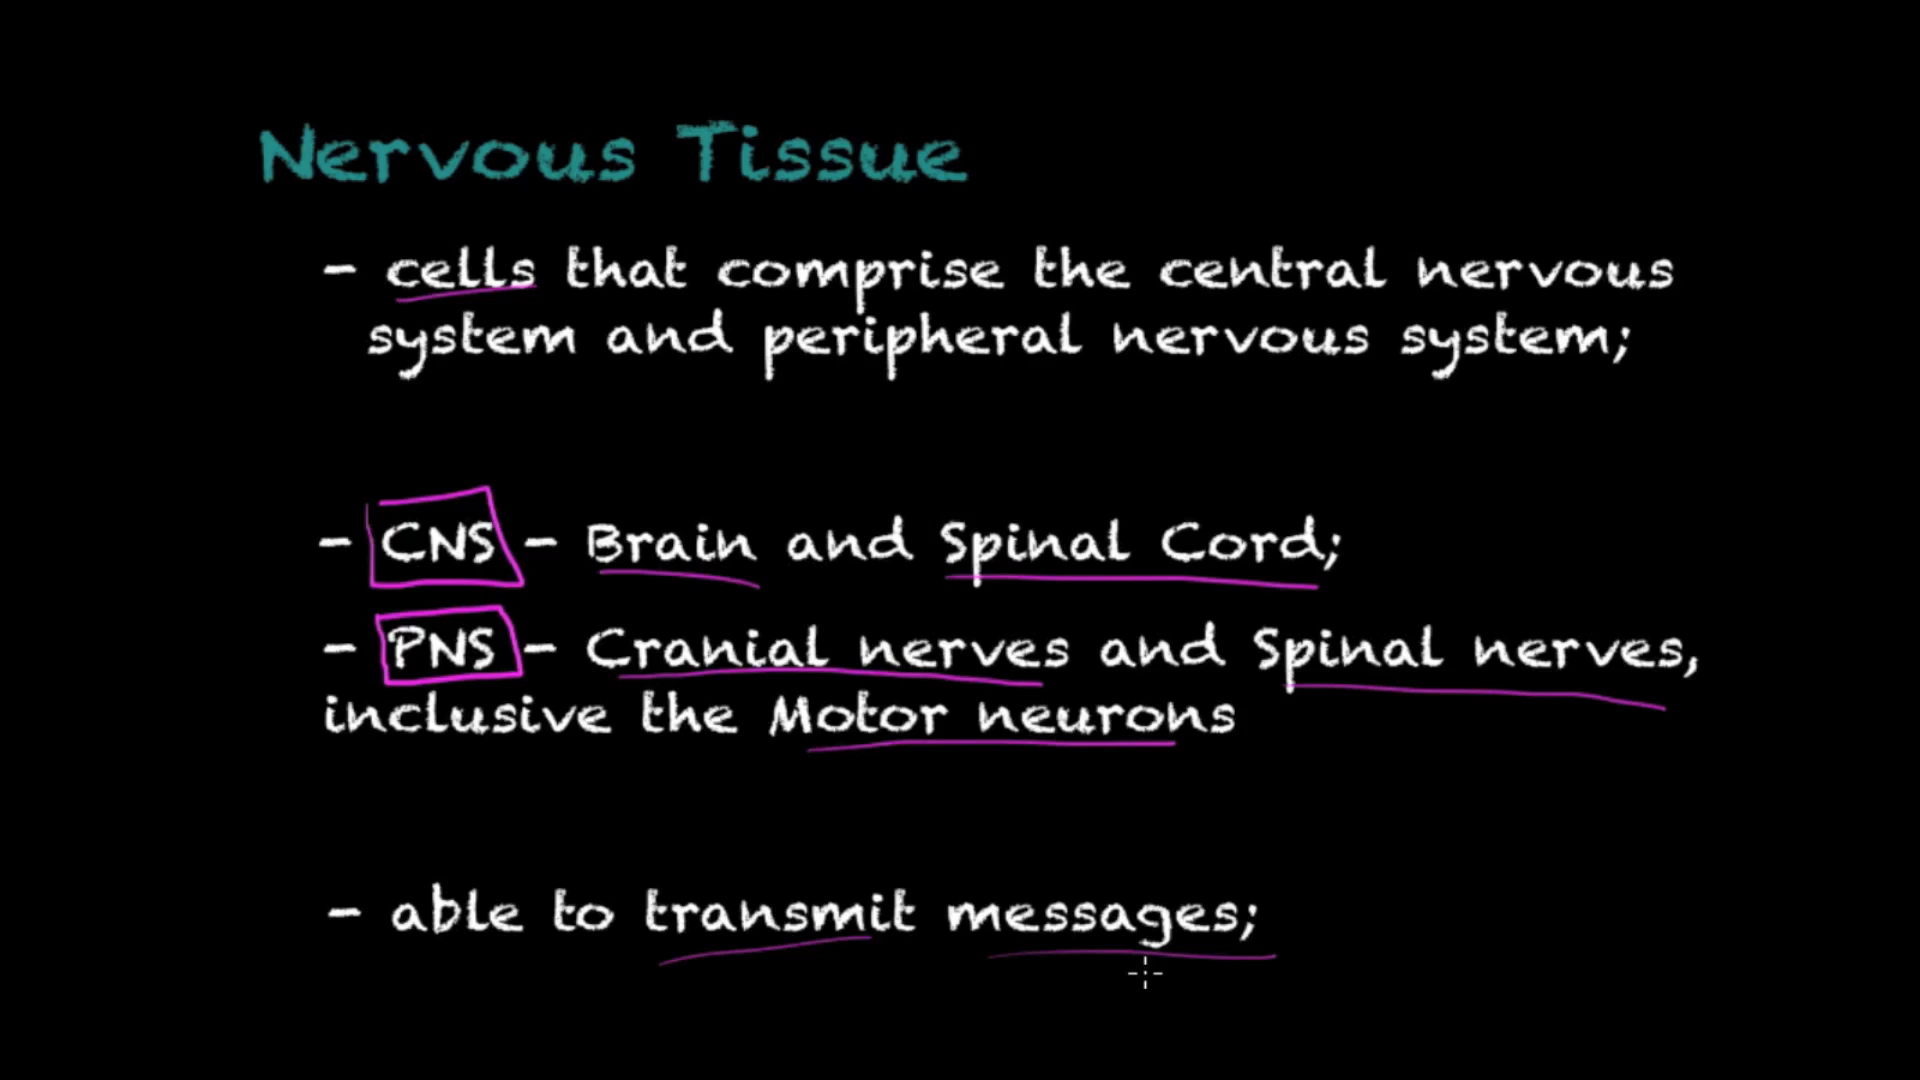 Nervous Tissue
- cells that comprise the central nervous
system and peripheral nervous system;
- CNS - Brain and Spinal Cord;
- PNS - Cranial nerves and Spinal nerves,
inclusive the Motor neurons
- able to transmit messages;